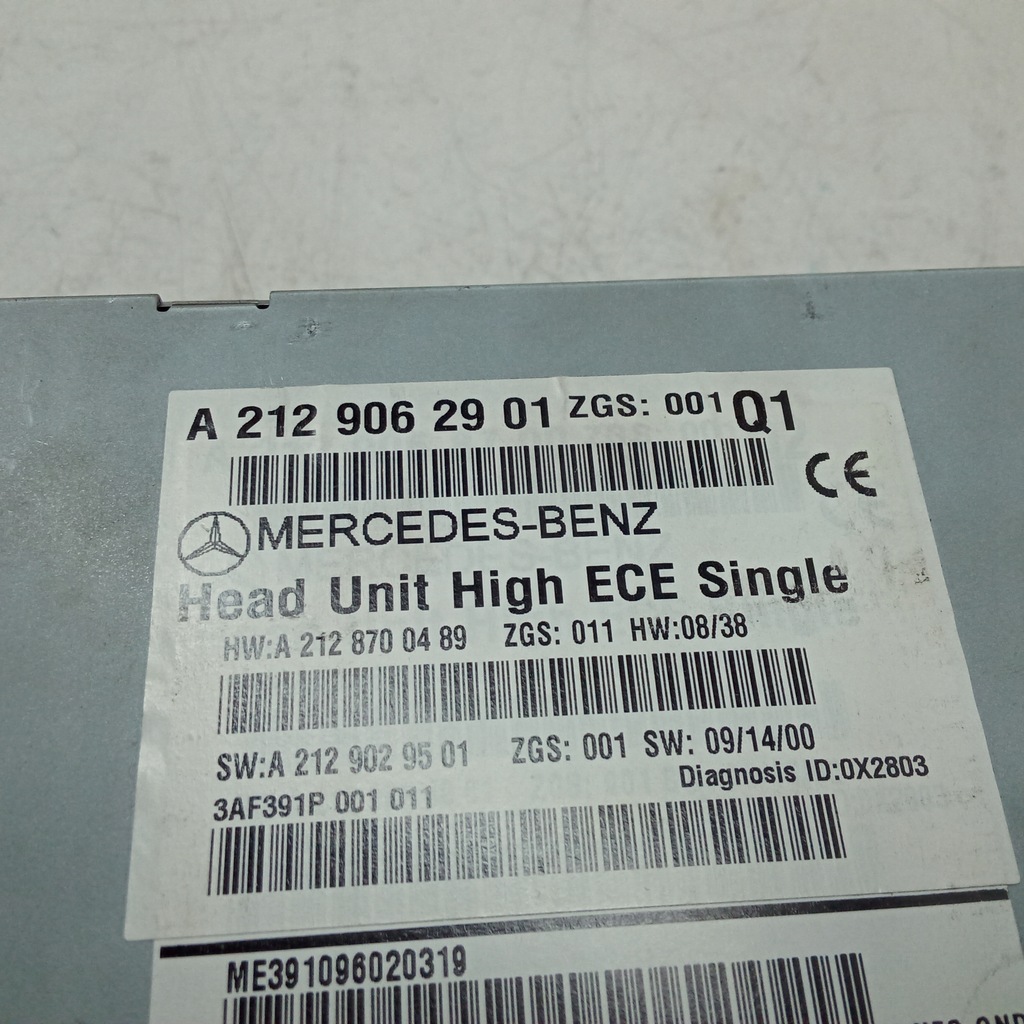 A 212 906 29 01 ZGS: 001 Q1
CE
MERCEDES-BENZ
Head Unit High ECE Single
HW:A 212 870 04 89 ZGS: 011 HW:08/38
SW:A 212 902 95 01 ZGS: 001 SW: 09/14/00
Diagnosis ID:0X2803
3AF391P 001 011
ME391096020319